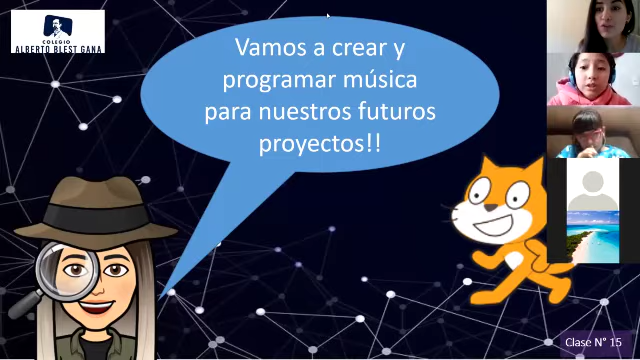 COLEGIO
ALBERTO BLEST GANA
Vamos a crear y
programar música
para nuestros futuros
proyectos!!
Clase N° 15